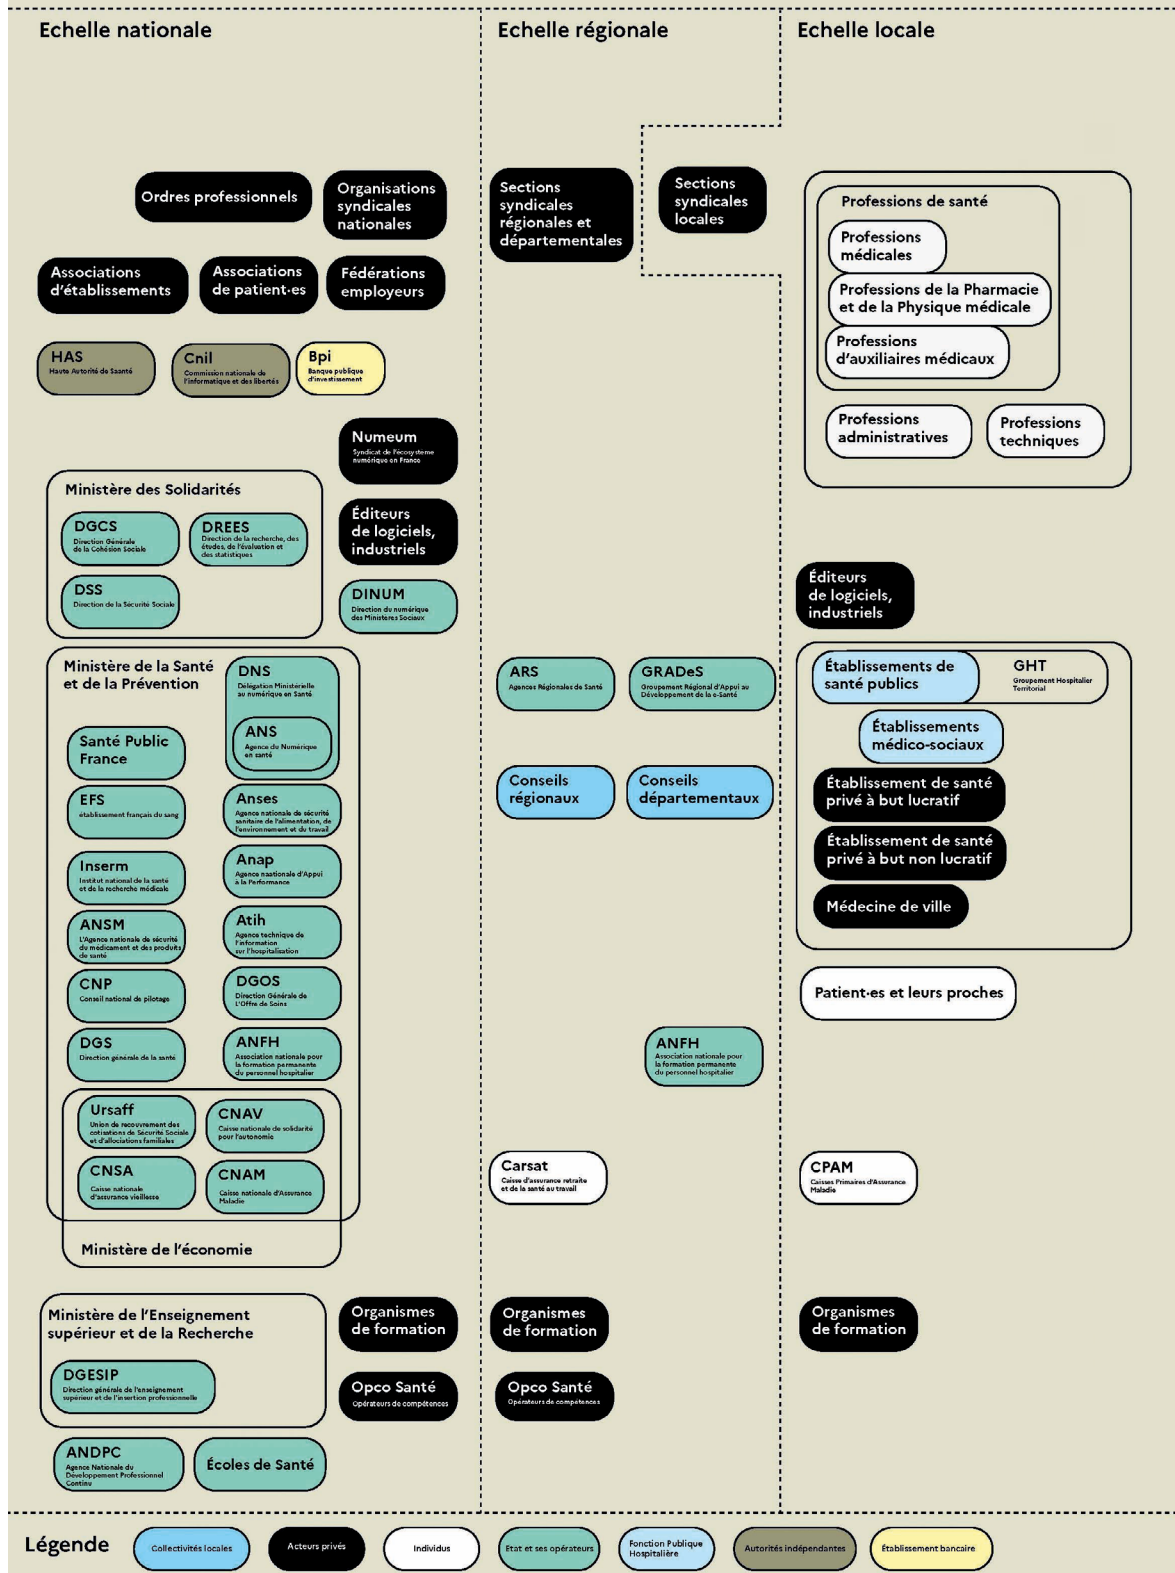 Echelle nationale
Echelle régionale
Echelle locale
Ordres professionnels
Organisations
syndicales
nationales
Associations
d'établissements
Associations
de patient·es
Fédérations
employeurs
HAS
Haute Autorité de Saanté
Cnil
Commission nationale de
l'informatique et des libertés
Bpi
Banque publique
d'investissement
Numeum
Syndicat de l'écosystème
numérique en France
Ministère des Solidarités
DGCS
Direction Générale
de la Cohésion Sociale
DREES
Direction de la recherche, des
études, de l'évaluation et
des statistiques
DSS
Direction de la Sécurité Sociale
Éditeurs
de logiciels,
industriels
DINUM
Direction du numérique
des Ministères Sociaux
Ministère de la Santé
et de la Prévention
DNS
Délégation Ministérielle
au numérique en Santé
ANS
Agence du Numérique
en santé
Santé Public
France
EFS
établissement français du sang
Anses
Agence nationale de sécurité
sanitaire de l'alimentation, de
l'environnement et du travail
Inserm
Institut national de la santé
et de la recherche médicale
Anap
Agence naationale d'Appui
à la Performance
ANSM
L'Agence nationale de sécurité
du médicament et des produits
de santé
Atih
Agence technique de
l'information
sur l'hospitalisation
CNP
Conseil national de pilotage
DGOS
Direction Générale de
L'Offre de Soins
DGS
Direction générale de la santé
ANFH
Association nationale pour
la formation permanente
du personnel hospitalier
Ursaff
Union de recouvrement des
cotisations de Sécurité Sociale
et d'allociations familiales
CNAV
Caisse nationale de solidarité
pour l'autonomie
CNSA
Caisse nationale
d'assurance vieillesse
CNAM
Caisse nationale d'Assurance
Maladie
Ministère de l'économie
Ministère de l'Enseignement
supérieur et de la Recherche
DGESIP
Direction générale de l'enseignement
supérieur et de l'insertion professionnelle
Organismes
de formation
Opco Santé
Opérateurs de compétences
ANDPC
Agence Nationale du
Développement Professionnel
Continu
Écoles de Santé
Sections
syndicales
régionales et
départementales
Sections
syndicales
locales
ARS
Agences Régionales de Santé
GRADeS
Groupement Régional d'Appui au
Développement de la e-Santé
Conseils
régionaux
Conseils
départementaux
ANFH
Association nationale pour
la formation permanente
du personnel hospitalier
Carsat
Caisse d'assurance retraite
et de la santé au travail
Organismes
de formation
Opco Santé
Opérateurs de compétences
Professions de santé
Professions
médicales
Professions de la Pharmacie
et de la Physique médicale
Professions
d'auxiliaires médicaux
Professions
administratives
Professions
techniques
Éditeurs
de logiciels,
industriels
Établissements de
santé publics
GHT
Groupement Hospitalier
Territorial
Établissements
médico-sociaux
Établissement de santé
privé à but lucratif
Établissement de santé
privé à but non lucratif
Médecine de ville
Patient·es et leurs proches
CPAM
Caisses Primaires d'Assurance
Maladie
Organismes
de formation
Légende
Collectivités locales
Acteurs privés
Individus
Etat et ses opérateurs
Fonction Publique
Hospitalière
Autorités indépendantes
Établissement bancaire